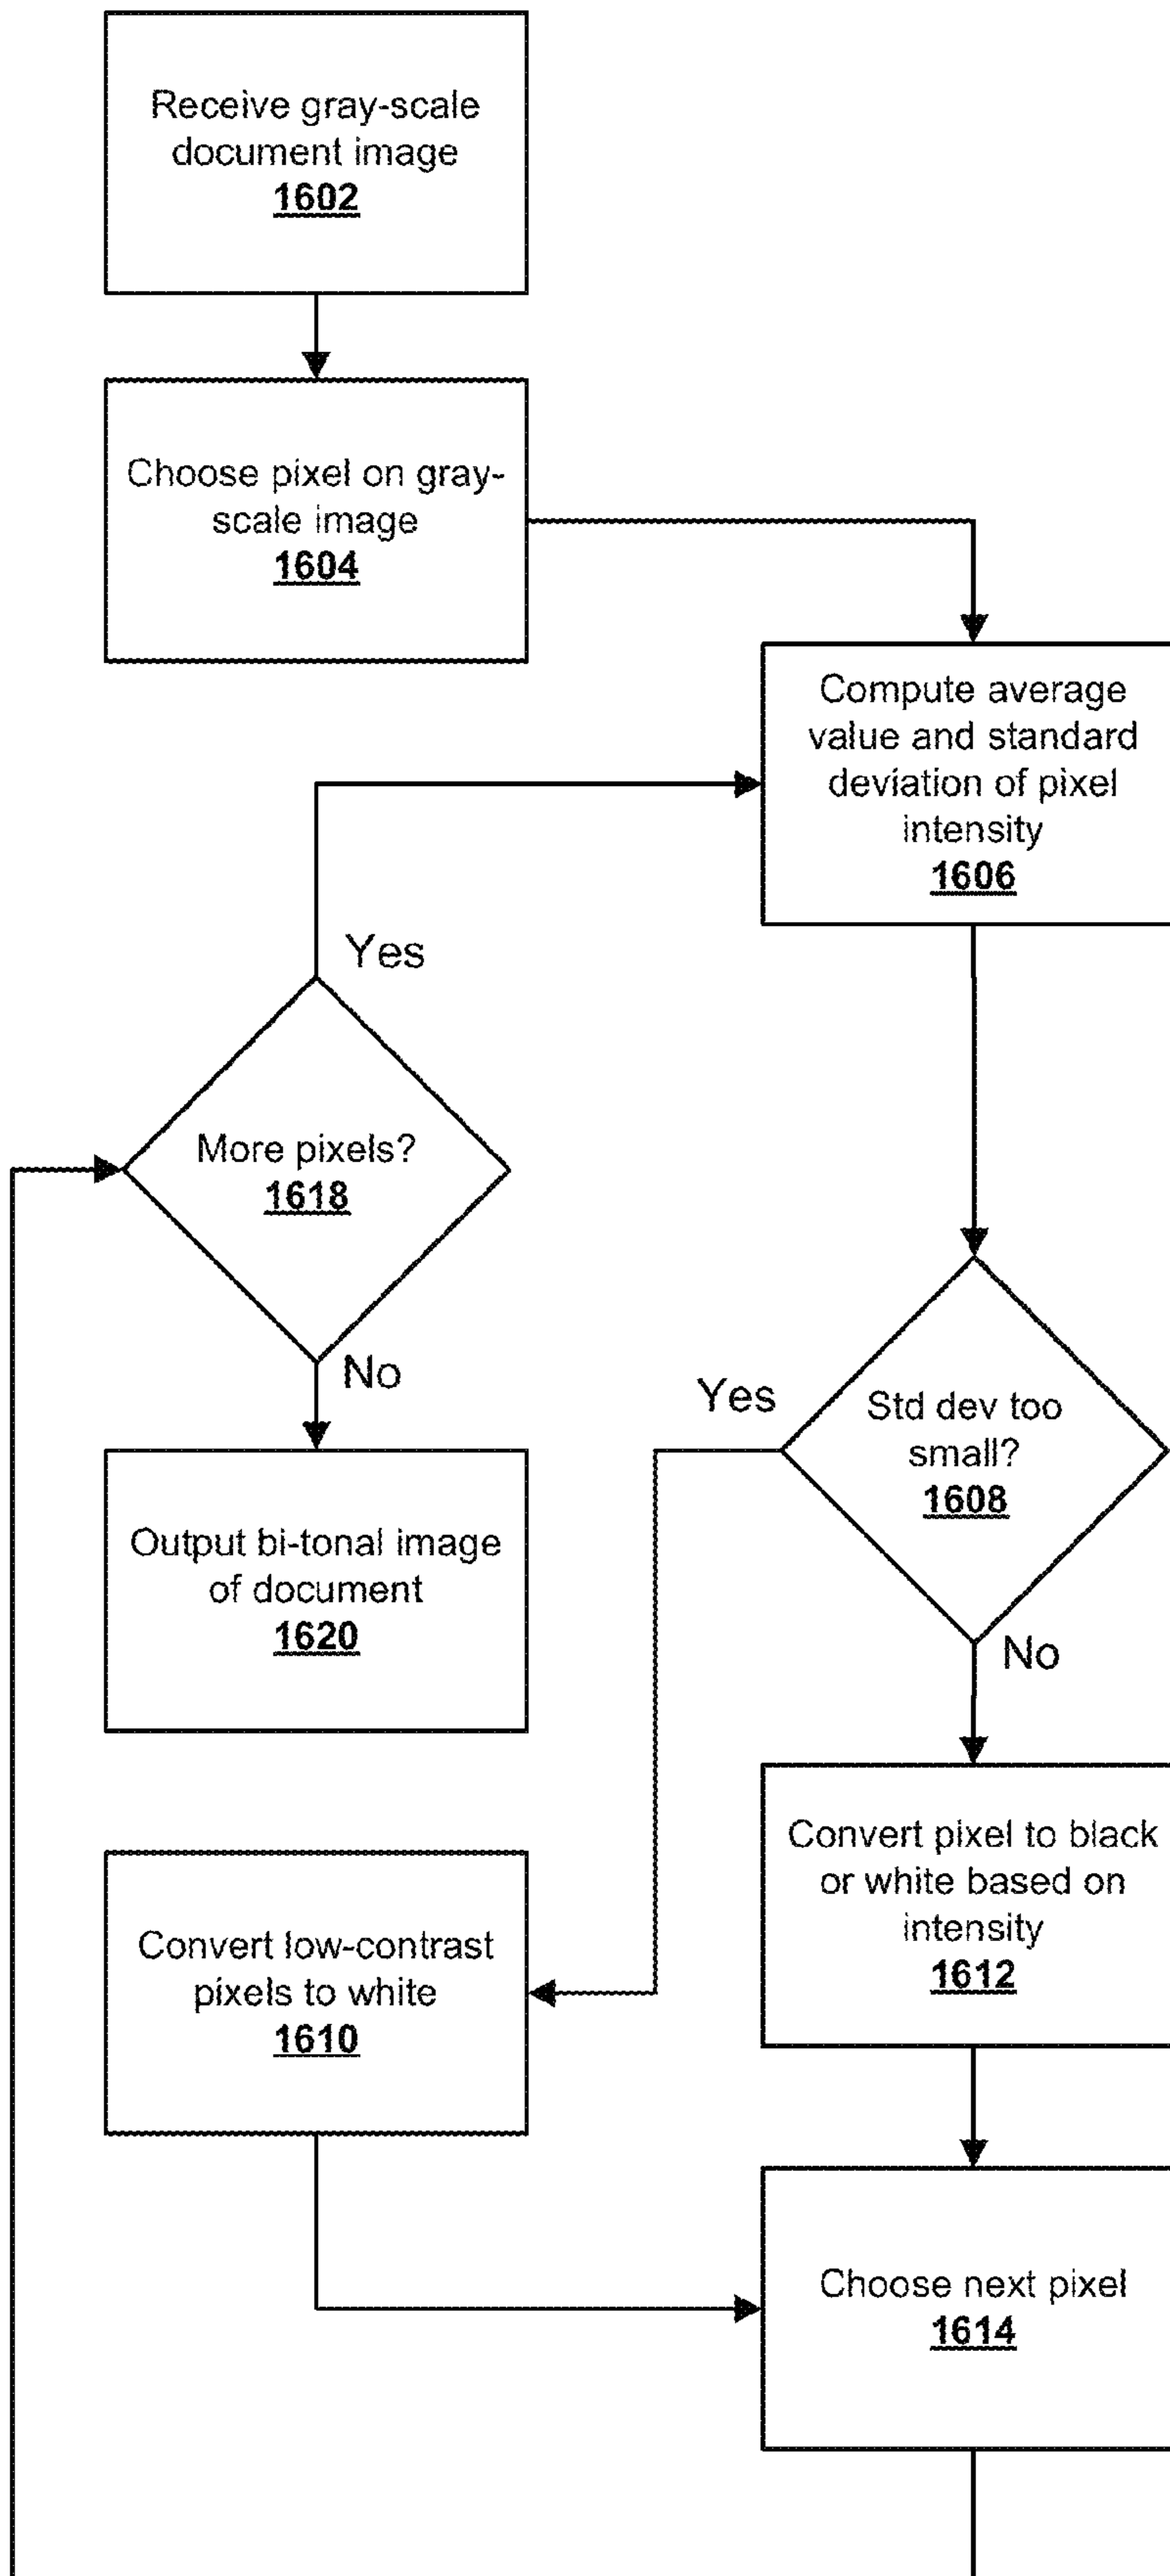 Receive gray-scale
document image
1602
Choose pixel on gray-
scale image
1604
Compute average
value and standard
deviation of pixel
intensity
1606
Yes
More pixels?
1618
No
Yes
Std dev too
small?
1608
No
Output bi-tonal image
of document
1620
Convert pixel to black
or white based on
intensity
1612
Convert low-contrast
pixels to white
1610
Choose next pixel
1614